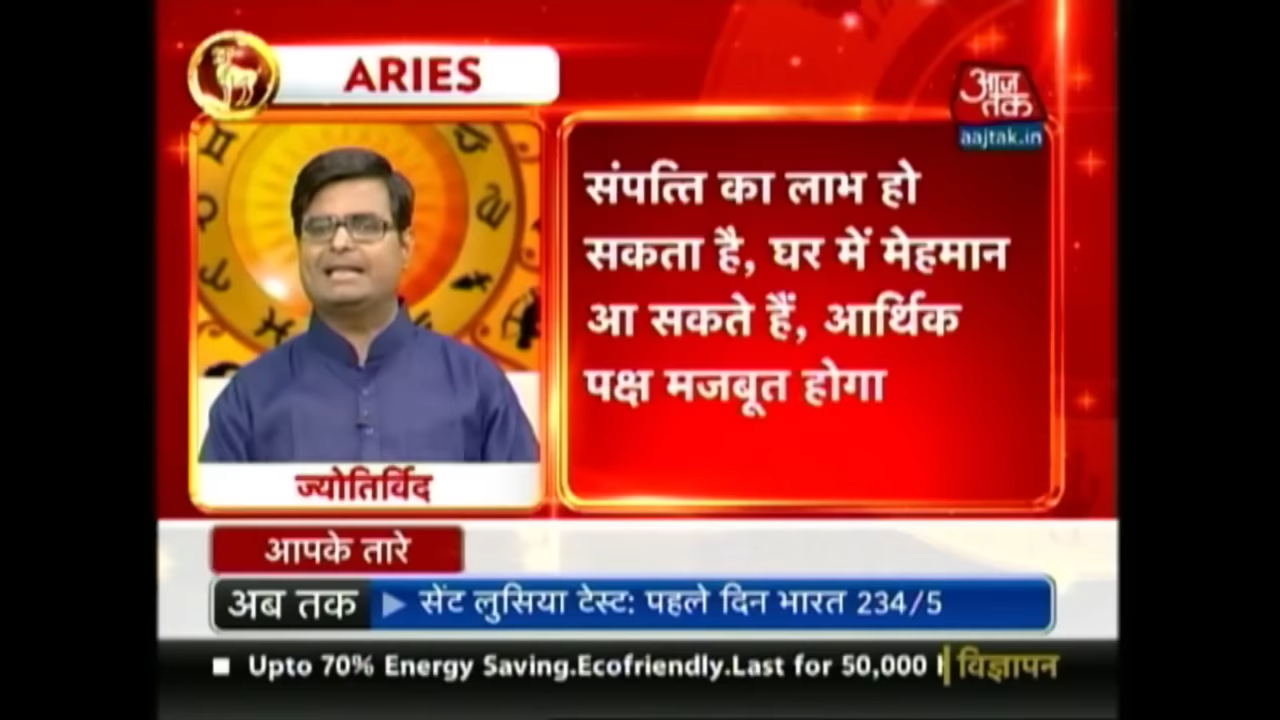 ARIES
आज
तक
aajtak.in
संपत्ति का लाभ हो
सकता है, घर में मेहमान
आ सकते हैं, आर्थिक
पक्ष मजबूत होगा
ज्योतिर्विद
आपके तारे
अब तक सेंट लुसिया टेस्ट: पहले दिन भारत 234/5
Upto 70% Energy Saving.Ecofriendly.Last for 50,000 विज्ञापन